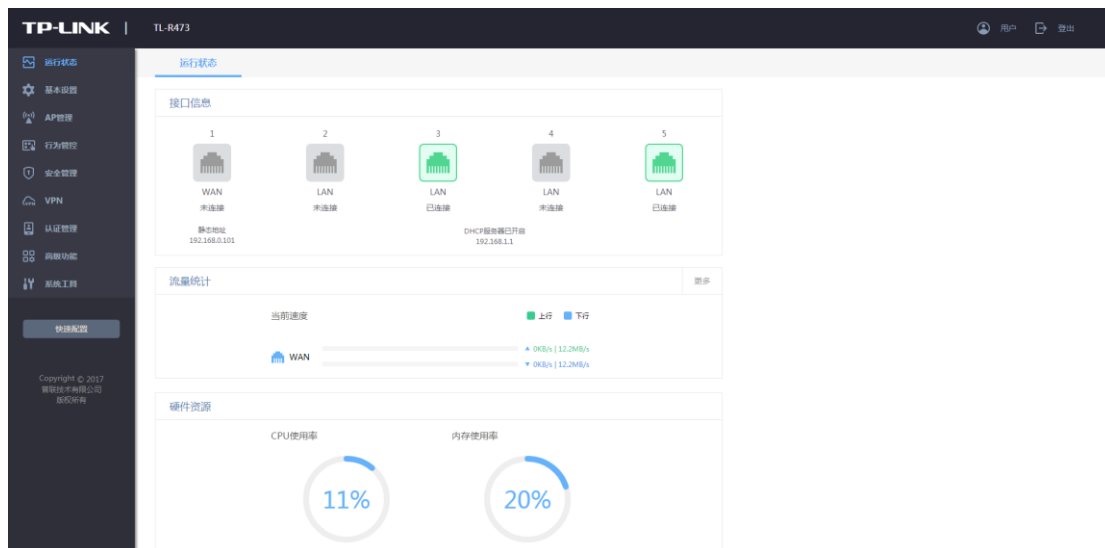 TP-LINK | TL-R473
用户 登出
运行状态
基本设置
AP管理
行为管控
安全管理
VPN
认证管理
高级功能
系统工具
快速配置
Copyright © 2017
普联技术有限公司
版权所有
运行状态
接口信息
1 2 3 4 5
WAN LAN LAN LAN LAN
未连接 未连接 已连接 未连接 已连接
静态地址 DHCP服务器已开启
192.168.0.101 192.168.1.1
流量统计 更多
当前速度 上行 下行
WAN
0KB/s | 12.2MB/s
0KB/s | 12.2MB/s
硬件资源
CPU使用率 内存使用率
11% 20%